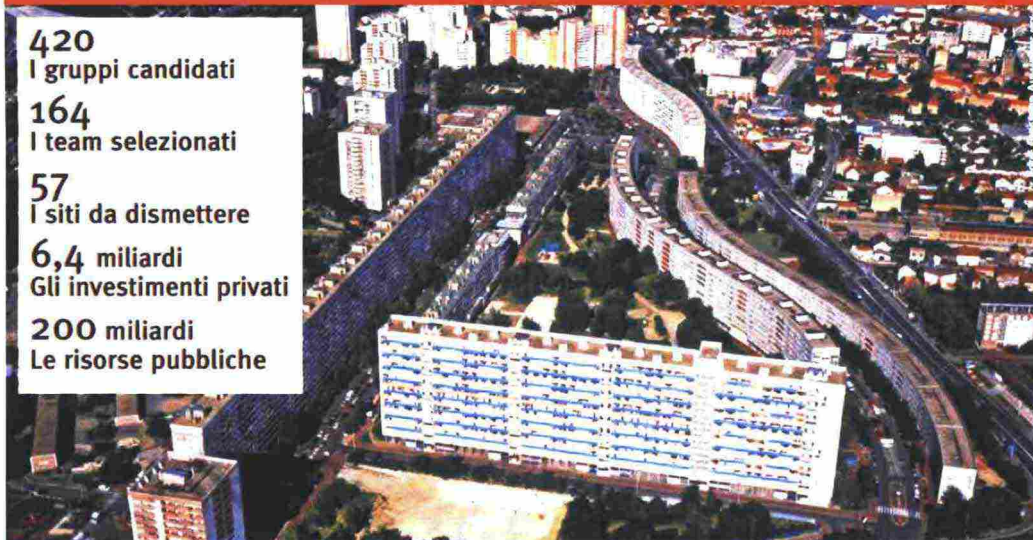 420
I gruppi candidati
164
I team selezionati
57
I siti da dismettere
6,4 miliardi
Gli investimenti privati
200 miliardi
Le risorse pubbliche